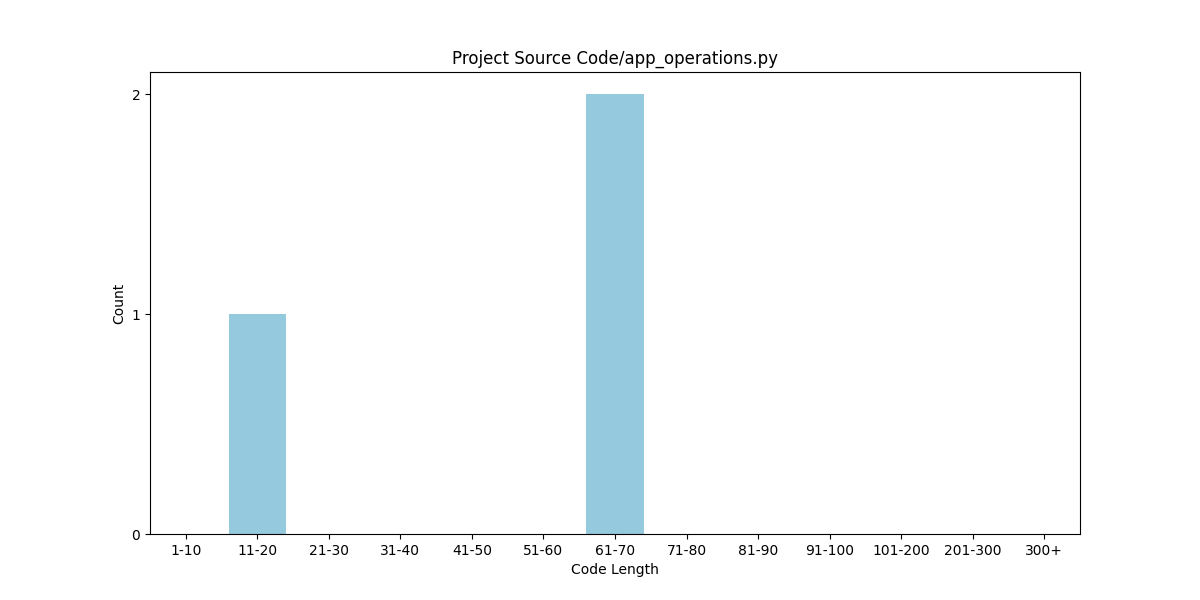 Project Source Code/app_operations.py
Count
2
1
0
1-10 11-20 21-30 31-40 41-50 51-60 61-70 71-80 81-90 91-100 101-200 201-300 300+
Code Length